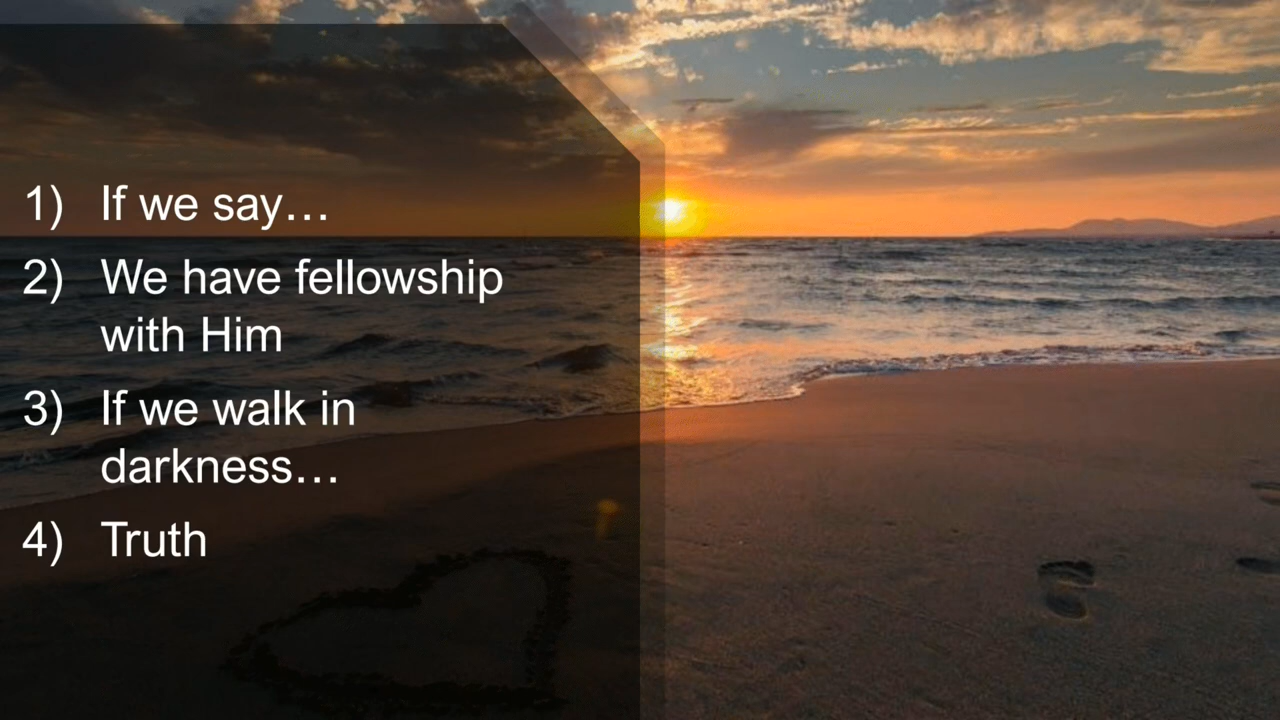 1) If we say…
2) We have fellowship
with Him
3) If we walk in
darkness…
4) Truth